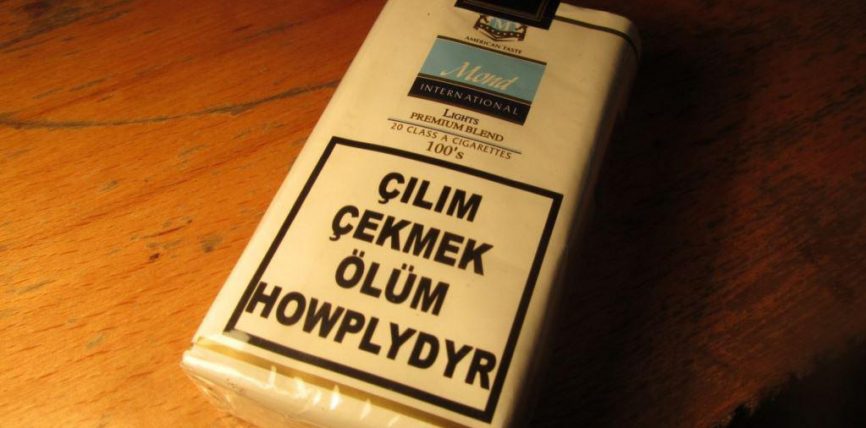 M
AMERICAN TASTE
Mond
INTERNATIONAL
LIGHTS
PREMIUM BLEND
20 CLASS A CIGARETTES
100's
ÇILIM
ÇEKMEK
ÖLÜM
HOWPLYDYR